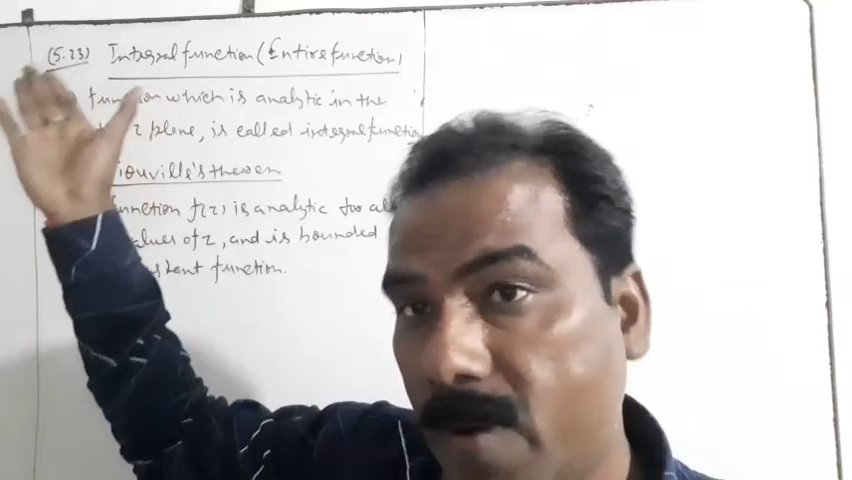 (5.23) Integral function (Entire function)
function which is analytic in the
z plane, is called integral function
Liouville's theorem
function f(z) is analytic for all
values of z, and is bounded
constant function.